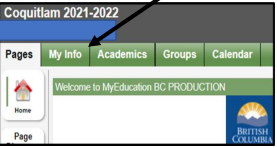 Coquitlam 2021-2022
Pages My Info Academics Groups Calendar
Welcome to MyEducation BC PRODUCTION
Home
Page
BRITISH
COLUMBIA